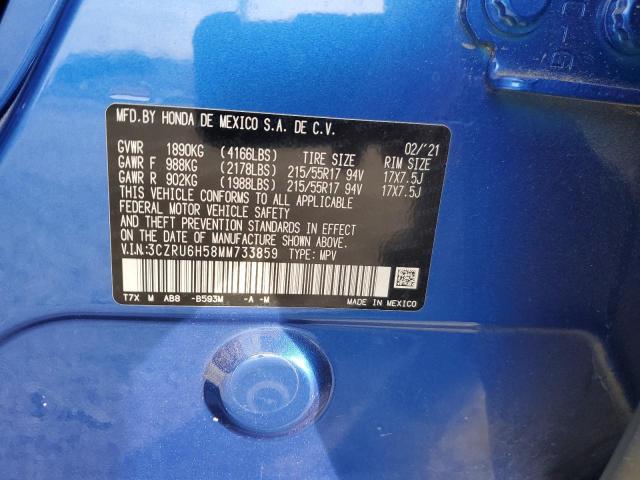 MFD.BY HONDA DE MEXICO S.A. DE C.V.
02/'21
GVWR 1890KG (4166LBS) TIRE SIZE RIM SIZE
GAWR F 988KG (2178LBS) 215/55R17 94V 17X7.5J
GAWR R 902KG (1988LBS) 215/55R17 94V 17X7.5J
THIS VEHICLE CONFORMS TO ALL APPLICABLE
FEDERAL MOTOR VEHICLE SAFETY
AND THEFT PREVENTION STANDARDS IN EFFECT
ON THE DATE OF MANUFACTURE SHOWN ABOVE.
V.I.N:3CZRU6H58MM733859 TYPE: MPV
T7X M AB8 -B593M -A -M
MADE IN MEXICO